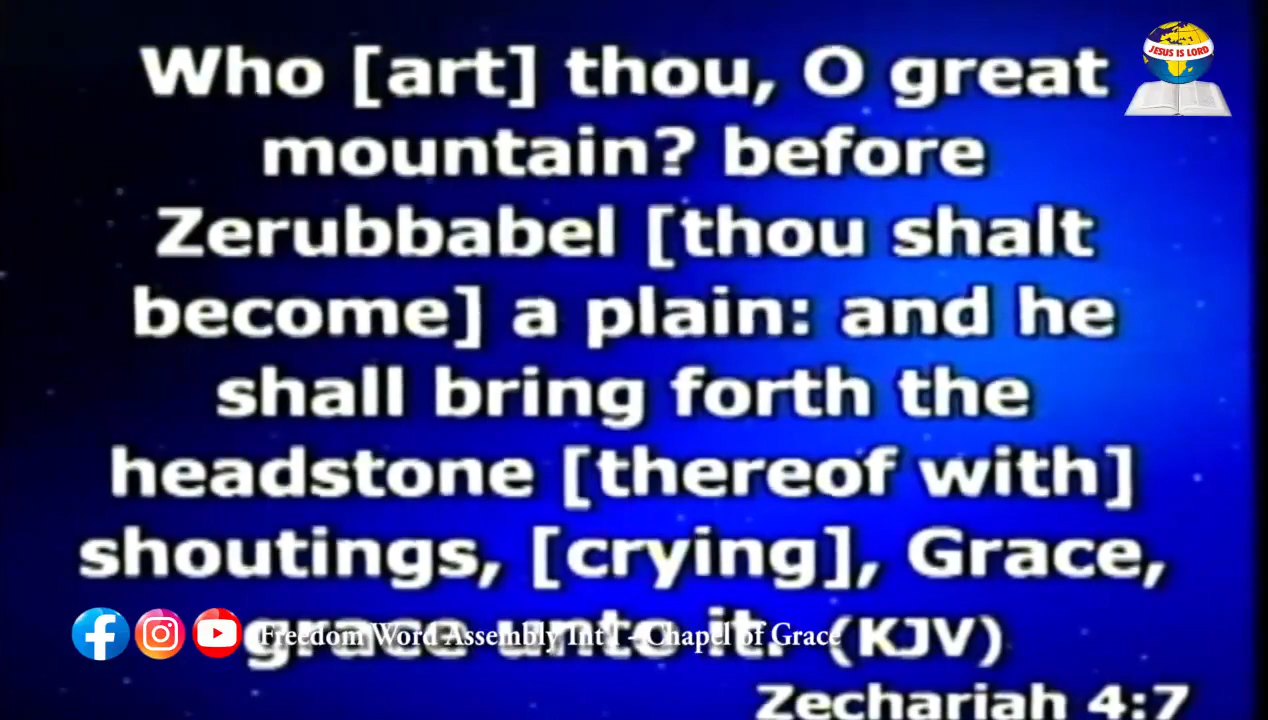 Who [art] thou, O great
JESUS IS LORD
mountain? before
Zerubbabel [thou shalt
become] a plain: and he
shall bring forth the
headstone [thereof with]
shoutings, [crying], Grace,
grace unto it. (KJV)
Freedom Word Assembly Int'l - Chapel of Grace
Zechariah 4:7